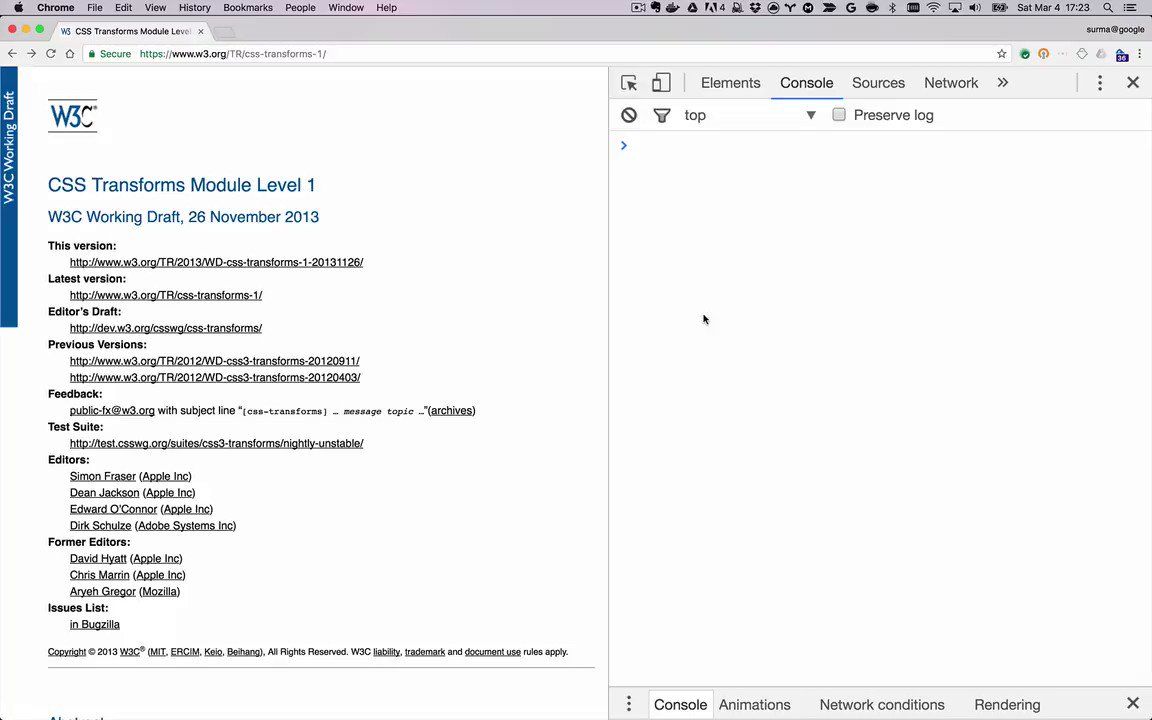 Chrome File Edit View History Bookmarks People Window Help
4
Sat Mar 4 17:23
CSS Transforms Module Level
surma@google
Secure https://www.w3.org/TR/css-transforms-1/
36
W3C Working Draft
W3C®
CSS Transforms Module Level 1
W3C Working Draft, 26 November 2013
This version:
http://www.w3.org/TR/2013/WD-css-transforms-1-20131126/
Latest version:
http://www.w3.org/TR/css-transforms-1/
Editor's Draft:
http://dev.w3.org/csswg/css-transforms/
Previous Versions:
http://www.w3.org/TR/2012/WD-css3-transforms-20120911/
http://www.w3.org/TR/2012/WD-css3-transforms-20120403/
Feedback:
public-fx@w3.org with subject line “[css-transforms] … message topic …”(archives)
Test Suite:
http://test.csswg.org/suites/css3-transforms/nightly-unstable/
Editors:
Simon Fraser (Apple Inc)
Dean Jackson (Apple Inc)
Edward O'Connor (Apple Inc)
Dirk Schulze (Adobe Systems Inc)
Former Editors:
David Hyatt (Apple Inc)
Chris Marrin (Apple Inc)
Aryeh Gregor (Mozilla)
Issues List:
in Bugzilla
Copyright © 2013 W3C® (MIT, ERCIM, Keio, Beihang), All Rights Reserved. W3C liability, trademark and document use rules apply.
Elements Console Sources Network »
top Preserve log
Console Animations Network conditions Rendering